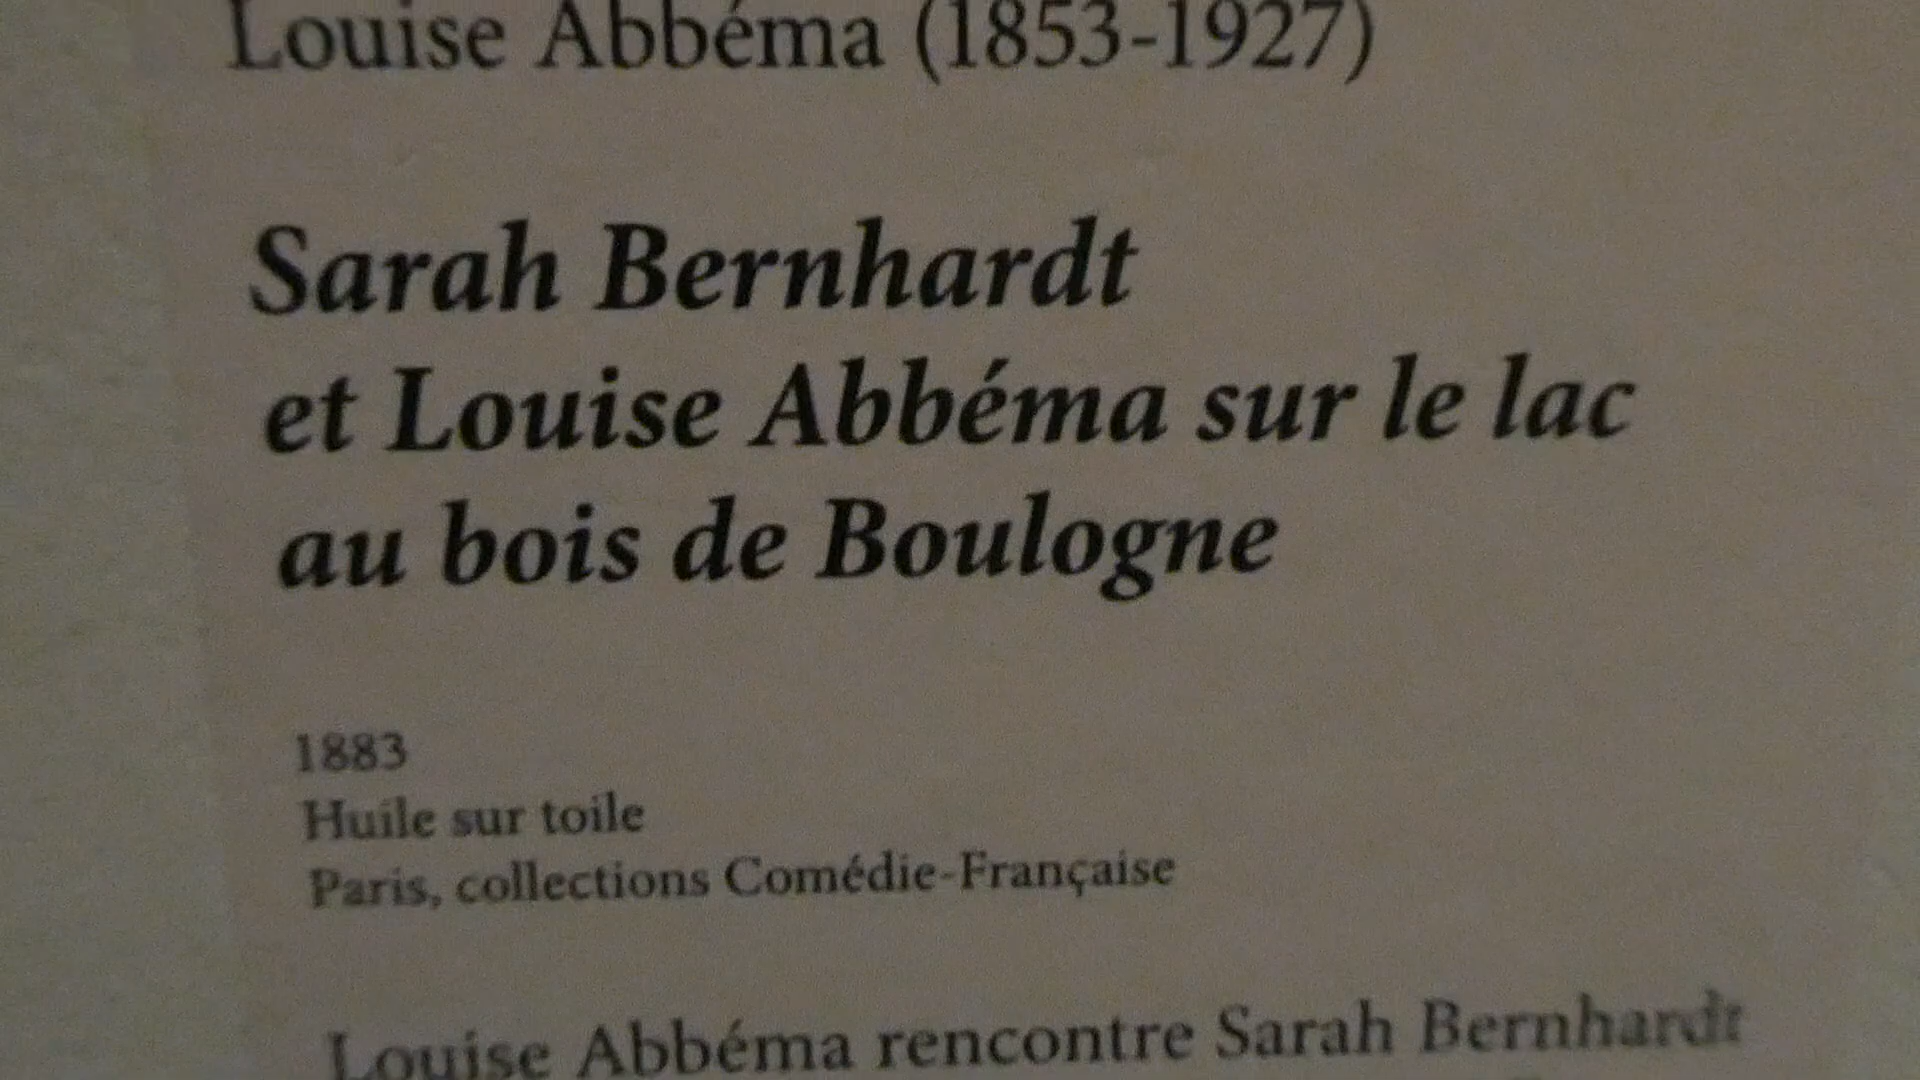 Louise Abbéma (1853-1927)
Sarah Bernhardt
et Louise Abbéma sur le lac
au bois de Boulogne
1883
Huile sur toile
Paris, collections Comédie-Française
Louise Abbéma rencontre Sarah Bernhardt